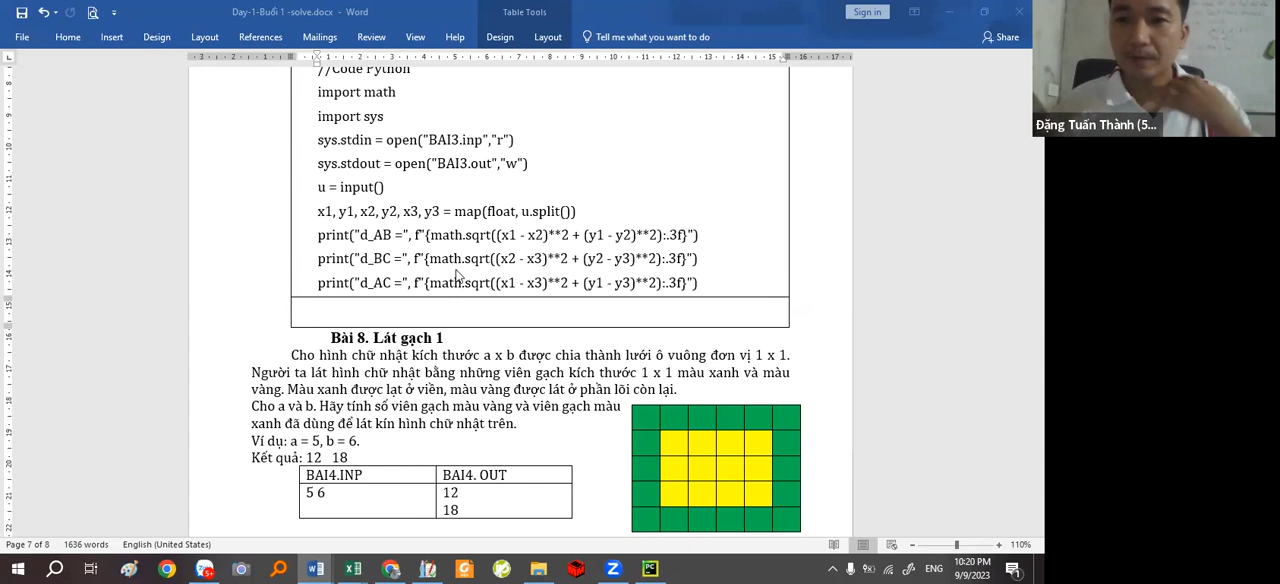 Day-1-Buổi 1 -solve.docx - Word
Table Tools
Sign in
File Home Insert Design Layout References Mailings Review View Help Design Layout Tell me what you want to do
Share
//Code Python
import math
import sys
sys.stdin = open("BAI3.inp","r")
sys.stdout = open("BAI3.out","w")
u = input()
x1, y1, x2, y2, x3, y3 = map(float, u.split())
print("d_AB =", f"{math.sqrt((x1 - x2)**2 + (y1 - y2)**2):.3f}")
print("d_BC =", f"{math.sqrt((x2 - x3)**2 + (y2 - y3)**2):.3f}")
print("d_AC =", f"{math.sqrt((x1 - x3)**2 + (y1 - y3)**2):.3f}")
Đặng Tuấn Thành (5...
Bài 8. Lát gạch 1
Cho hình chữ nhật kích thước a x b được chia thành lưới ô vuông đơn vị 1 x 1.
Người ta lát hình chữ nhật bằng những viên gạch kích thước 1 x 1 màu xanh và màu
vàng. Màu xanh được lạt ở viền, màu vàng được lát ở phần lõi còn lại.
Cho a và b. Hãy tính số viên gạch màu vàng và viên gạch màu
xanh đã dùng để lát kín hình chữ nhật trên.
Ví dụ: a = 5, b = 6.
Kết quả: 12 18
BAI4.INP BAI4. OUT
5 6 12
18
Page 7 of 8 1636 words English (United States)
110%
ENG
10:20 PM
9/9/2023